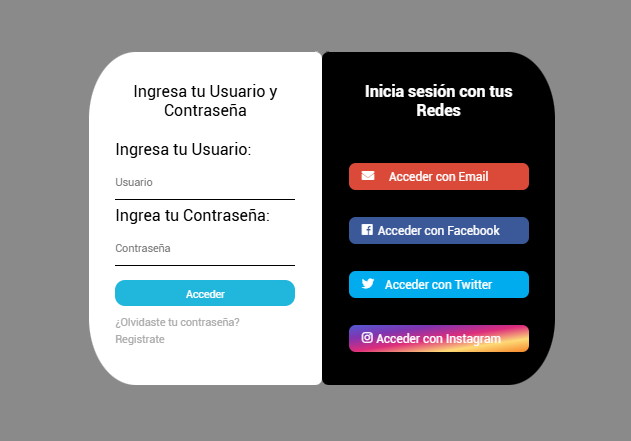 Ingresa tu Usuario y
Contraseña
Ingresa tu Usuario:
Usuario
Ingrea tu Contraseña:
Contraseña
Acceder
¿Olvidaste tu contraseña?
Registrate
Inicia sesión con tus
Redes
Acceder con Email
Acceder con Facebook
Acceder con Twitter
Acceder con Instagram